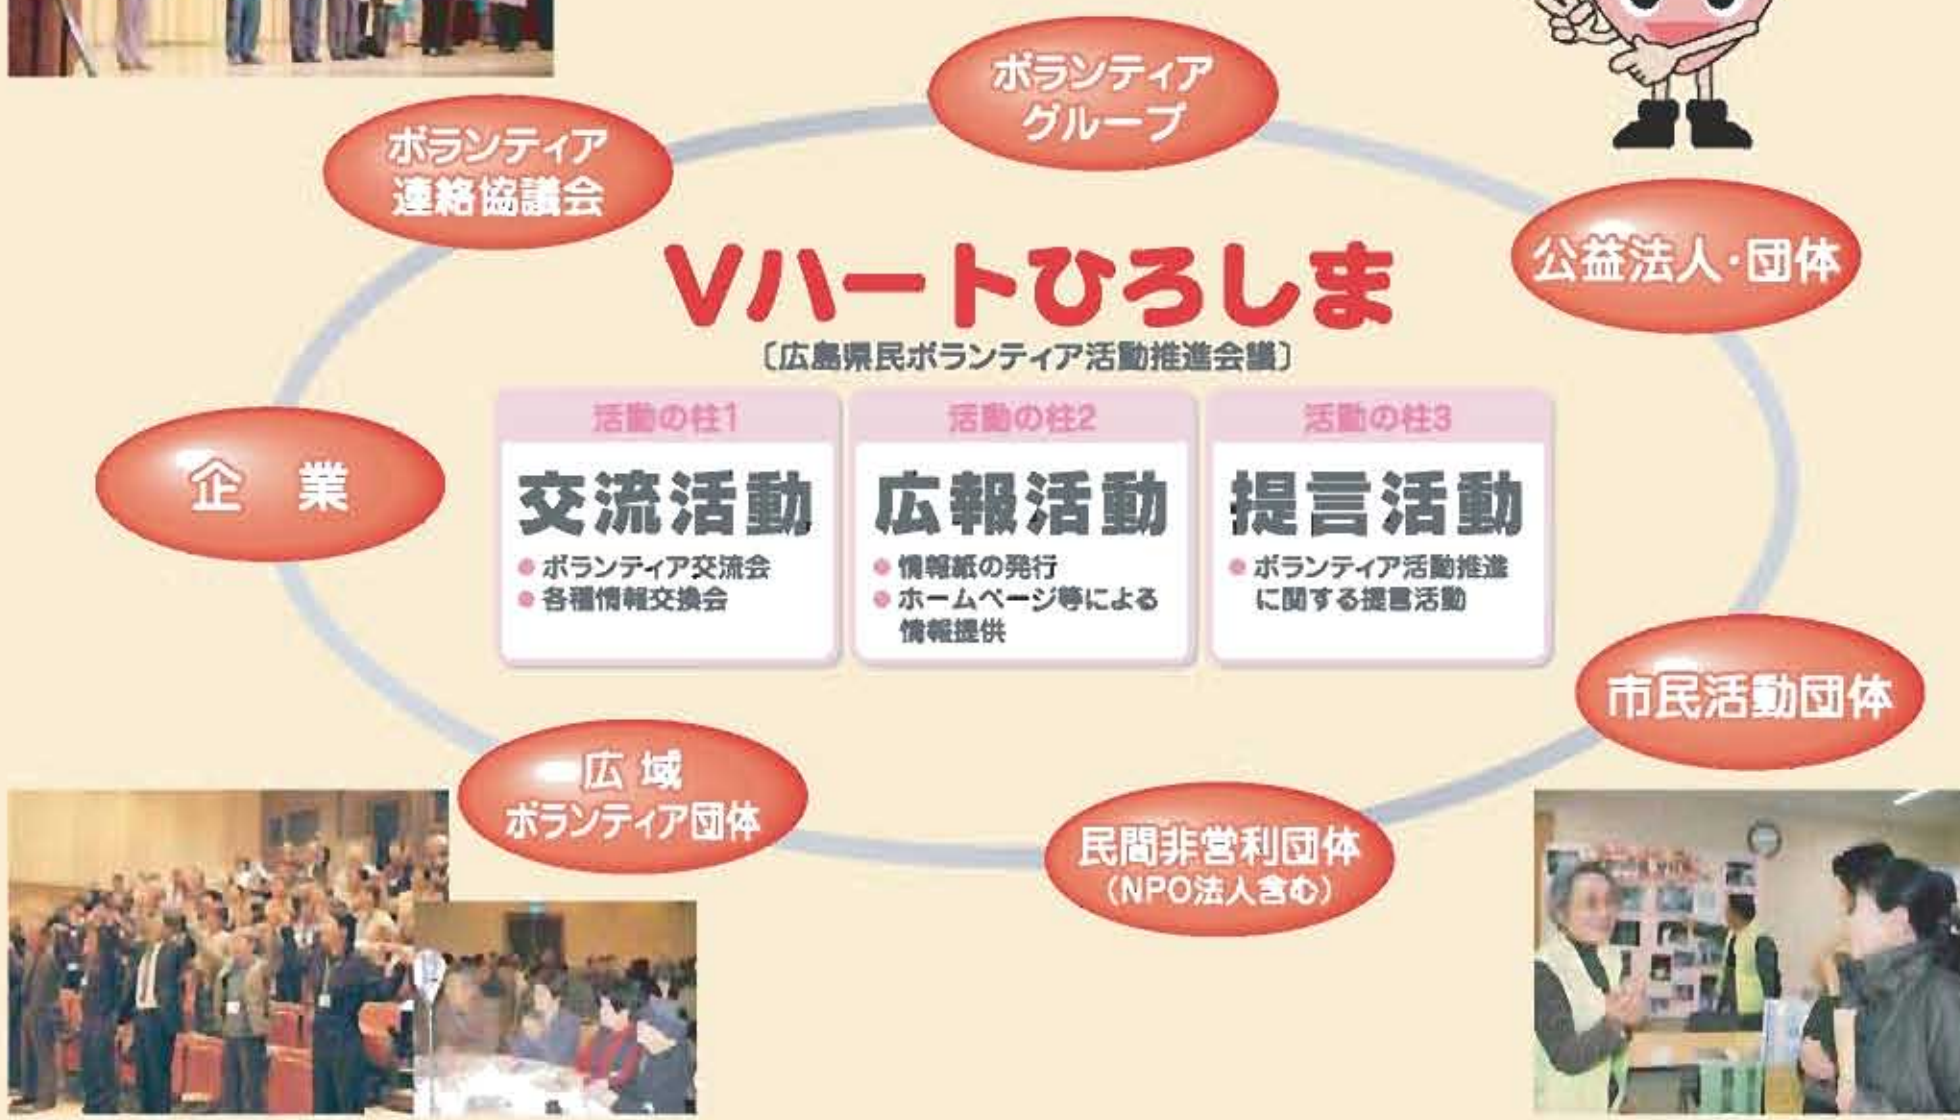 ボランティア
グループ
ボランティア
連絡協議会
公益法人・団体
Vハートひろしま
〔広島県民ボランティア活動推進会議〕
企 業
活動の柱1
交流活動
●ボランティア交流会
●各種情報交換会
活動の柱2
広報活動
●情報紙の発行
●ホームページ等による
情報提供
活動の柱3
提言活動
●ボランティア活動推進
に関する提言活動
市民活動団体
広 域
ボランティア団体
民間非営利団体
(NPO法人含む)